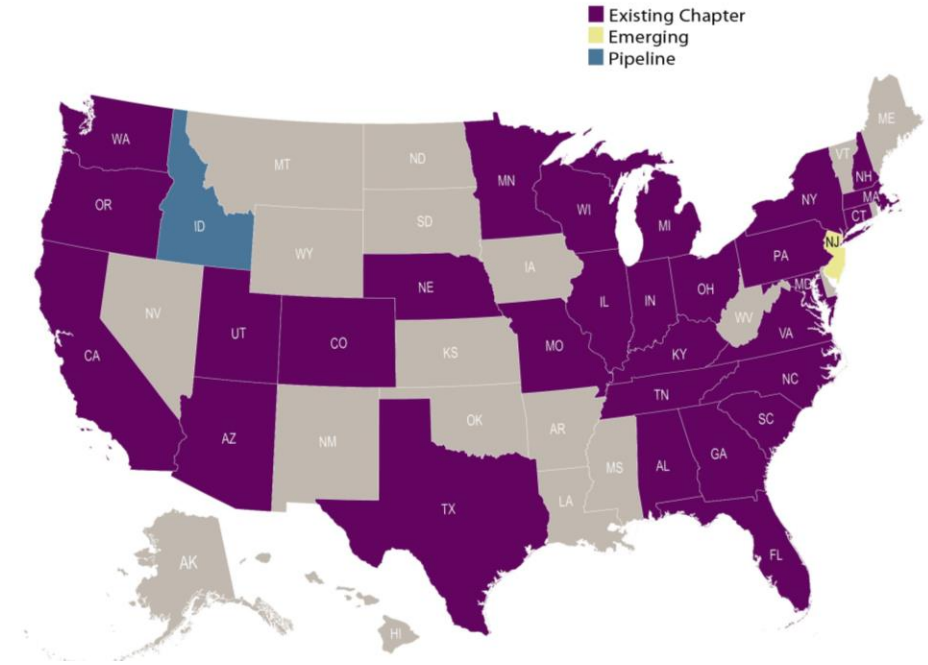 Existing Chapter
Emerging
Pipeline
ME
WA
VT
MT
ND
NH
MN
OR
NY
MA
WI
CT
SD
MI
ID
NJ
WY
PA
IA
MD
NE
OH
IL
IN
NV
WV
UT
VA
CO
MO
KS
KY
CA
NC
TN
SC
OK
AR
AZ
NM
GA
MS
AL
LA
TX
FL
AK
HI